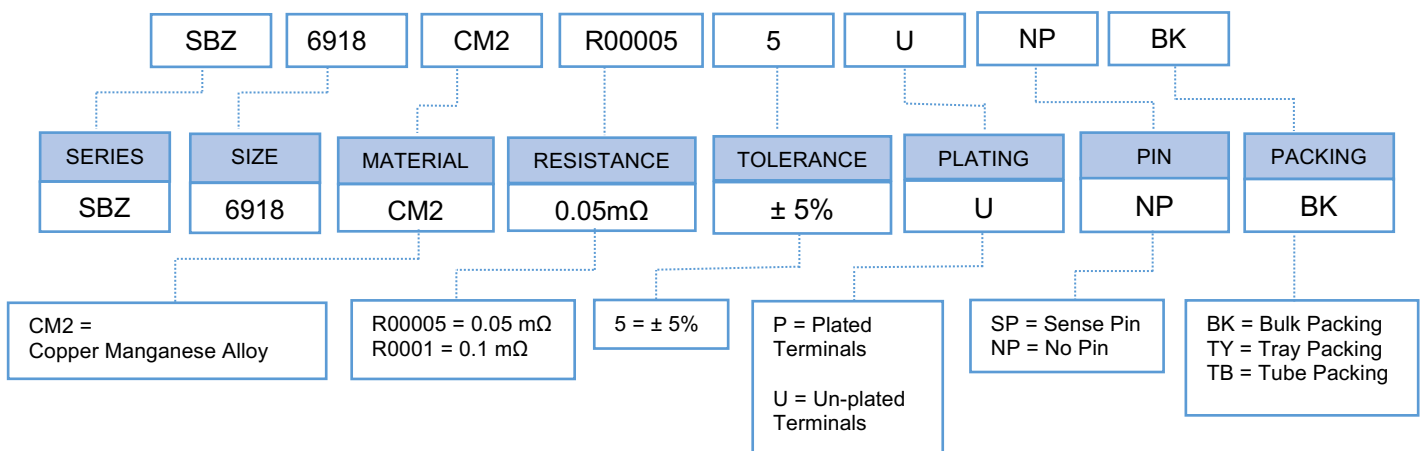 SBZ 6918 CM2 R00005 5 U NP BK
SERIES SIZE MATERIAL RESISTANCE TOLERANCE PLATING PIN PACKING
SBZ 6918 CM2 0.05mΩ ± 5% U NP BK
CM2 =
Copper Manganese Alloy
R00005 = 0.05 mΩ
R0001 = 0.1 mΩ
5 = ± 5%
P = Plated
Terminals
U = Un-plated
Terminals
SP = Sense Pin
NP = No Pin
BK = Bulk Packing
TY = Tray Packing
TB = Tube Packing